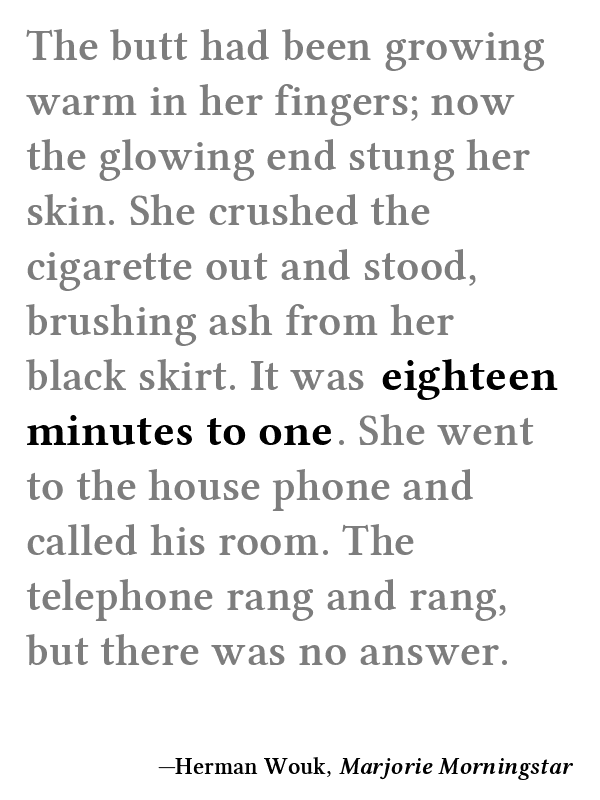 The butt had been growing
warm in her fingers; now
the glowing end stung her
skin. She crushed the
cigarette out and stood,
brushing ash from her
black skirt. It was eighteen
minutes to one. She went
to the house phone and
called his room. The
telephone rang and rang,
but there was no answer.
—Herman Wouk, Marjorie Morningstar